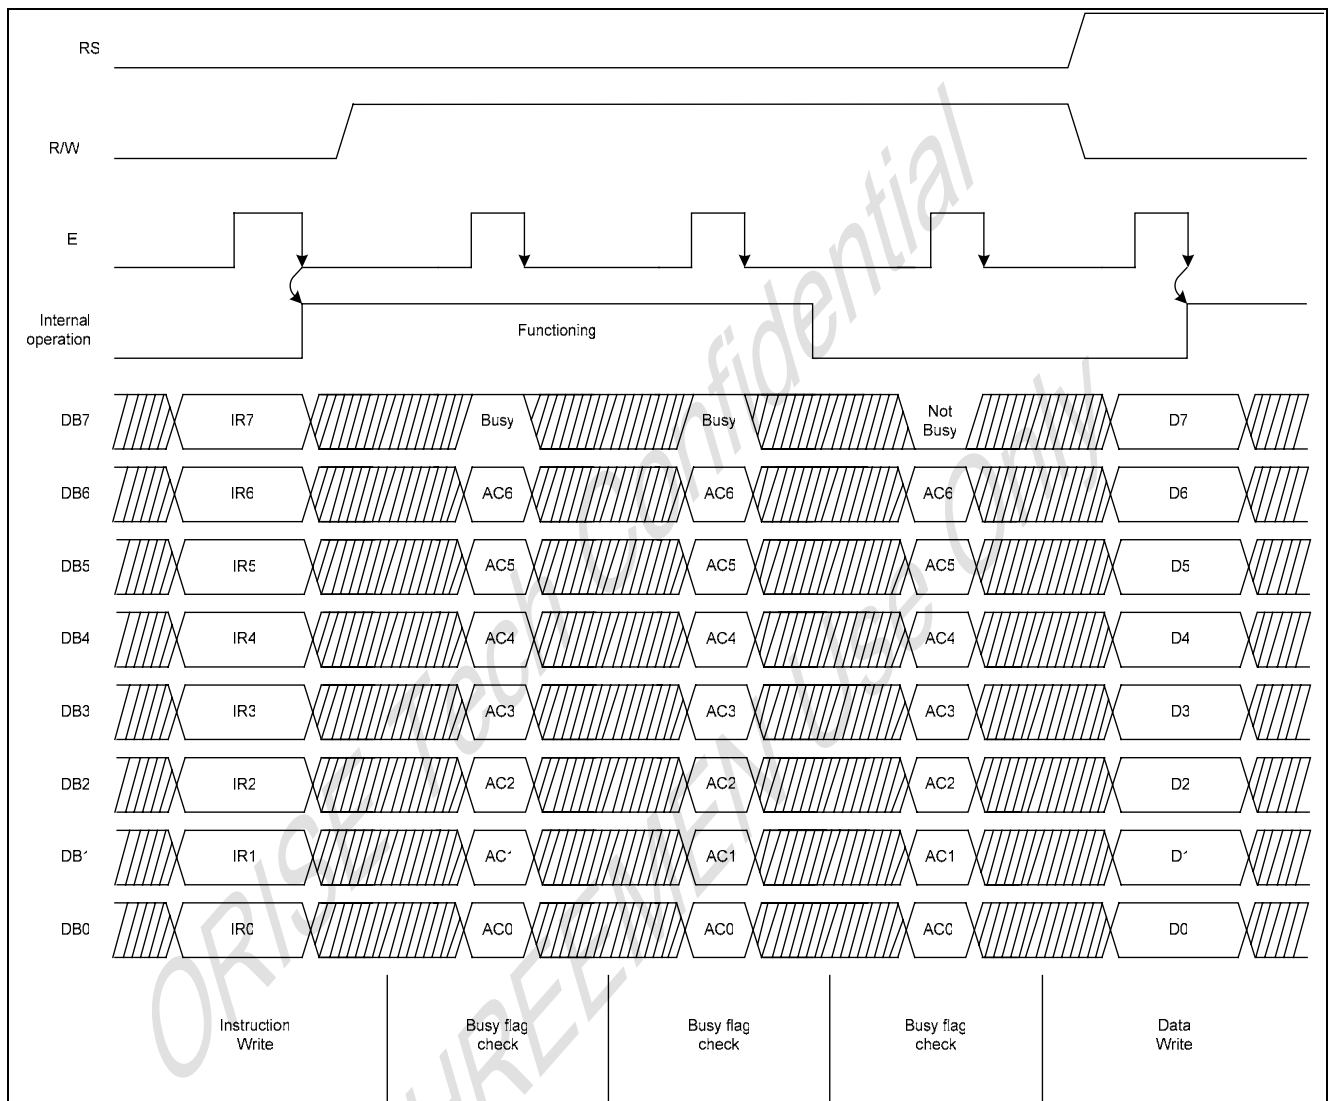 RS
R/W
E
Internal
operation
Functioning
DB7 IR7 Busy Busy Not Busy D7
DB6 IR6 AC6 AC6 AC6 D6
DB5 IR5 AC5 AC5 AC5 D5
DB4 IR4 AC4 AC4 AC4 D4
DB3 IR3 AC3 AC3 AC3 D3
DB2 IR2 AC2 AC2 AC2 D2
DB1 IR1 AC1 AC1 AC1 D1
DB0 IR0 AC0 AC0 AC0 D0
Instruction
Write
Busy flag
check
Busy flag
check
Busy flag
check
Data
Write
ORISE Tech Confidential
Use Only